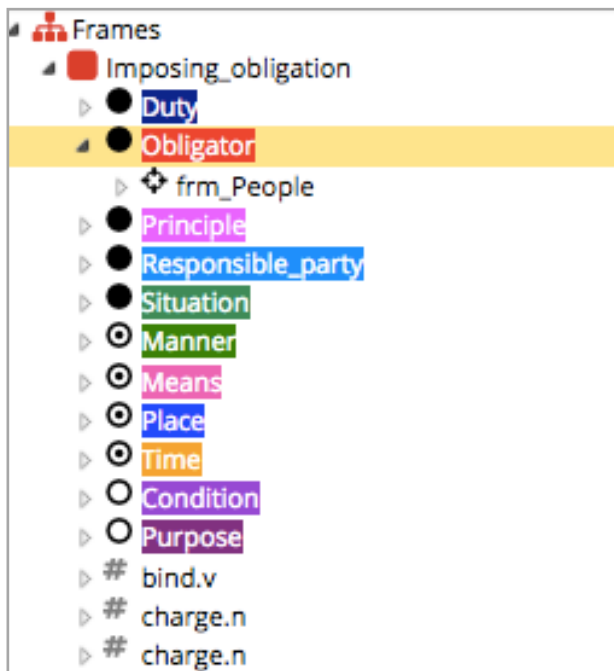 Frames
Imposing_obligation
Duty
Obligator
frm_People
Principle
Responsible_party
Situation
Manner
Means
Place
Time
Condition
Purpose
# bind.v
# charge.n
# charge.n